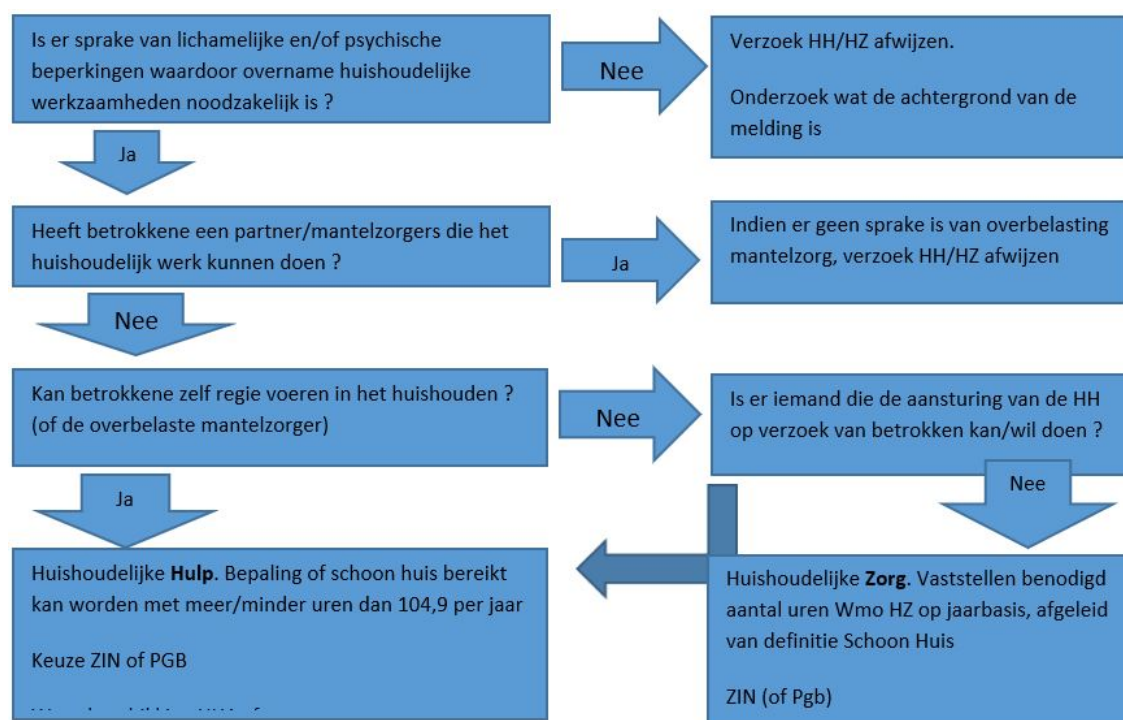 Is er sprake van lichamelijke en/of psychische
beperkingen waardoor overname huishoudelijke
werkzaamheden noodzakelijk is ?
Nee
Verzoek HH/HZ afwijzen.
Onderzoek wat de achtergrond van de
melding is
Ja
Heeft betrokkene een partner/mantelzorgers die het
huishoudelijk werk kunnen doen ?
Ja
Indien er geen sprake is van overbelasting
mantelzorg, verzoek HH/HZ afwijzen
Nee
Kan betrokkene zelf regie voeren in het huishouden ?
(of de overbelaste mantelzorger)
Nee
Is er iemand die de aansturing van de HH
op verzoek van betrokken kan/wil doen ?
Ja
Nee
Huishoudelijke Hulp. Bepaling of schoon huis bereikt
kan worden met meer/minder uren dan 104,9 per jaar
Keuze ZIN of PGB
Huishoudelijke Zorg. Vaststellen benodigd
aantal uren Wmo HZ op jaarbasis, afgeleid
van definitie Schoon Huis
ZIN (of Pgb)